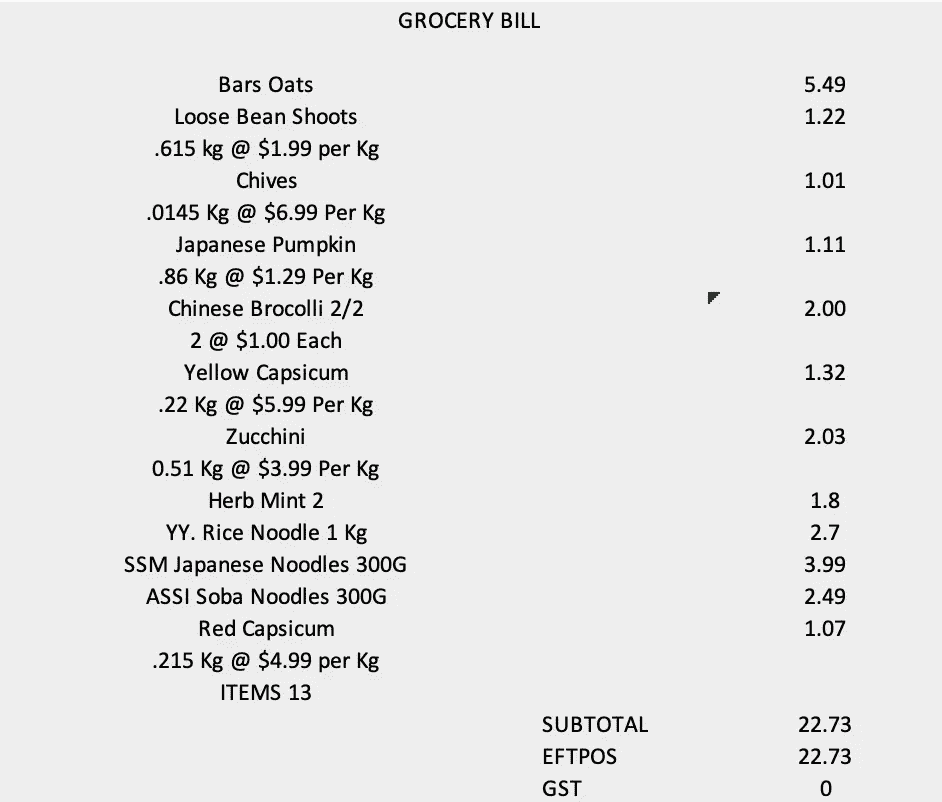 GROCERY BILL
Bars Oats 5.49
Loose Bean Shoots 1.22
.615 kg @ $1.99 per Kg
Chives 1.01
.0145 Kg @ $6.99 Per Kg
Japanese Pumpkin 1.11
.86 Kg @ $1.29 Per Kg
Chinese Brocolli 2/2 2.00
2 @ $1.00 Each
Yellow Capsicum 1.32
.22 Kg @ $5.99 Per Kg
Zucchini 2.03
0.51 Kg @ $3.99 Per Kg
Herb Mint 2 1.8
YY. Rice Noodle 1 Kg 2.7
SSM Japanese Noodles 300G 3.99
ASSI Soba Noodles 300G 2.49
Red Capsicum 1.07
.215 Kg @ $4.99 per Kg
ITEMS 13
SUBTOTAL 22.73
EFTPOS 22.73
GST 0